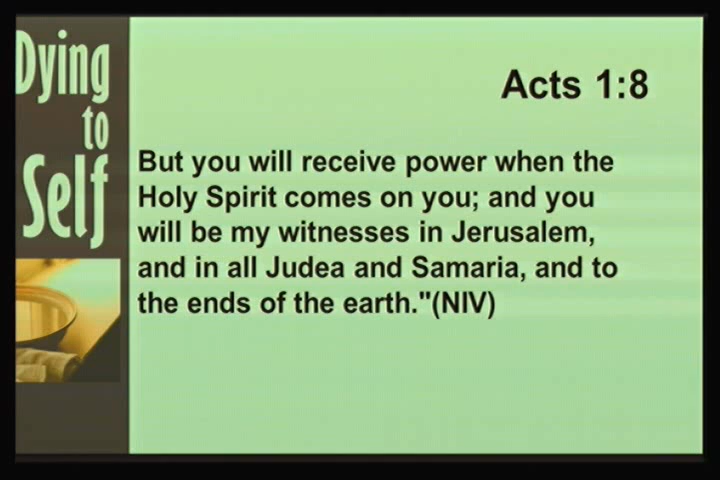 Dying
to
Self
Acts 1:8
But you will receive power when the
Holy Spirit comes on you; and you
will be my witnesses in Jerusalem,
and in all Judea and Samaria, and to
the ends of the earth."(NIV)